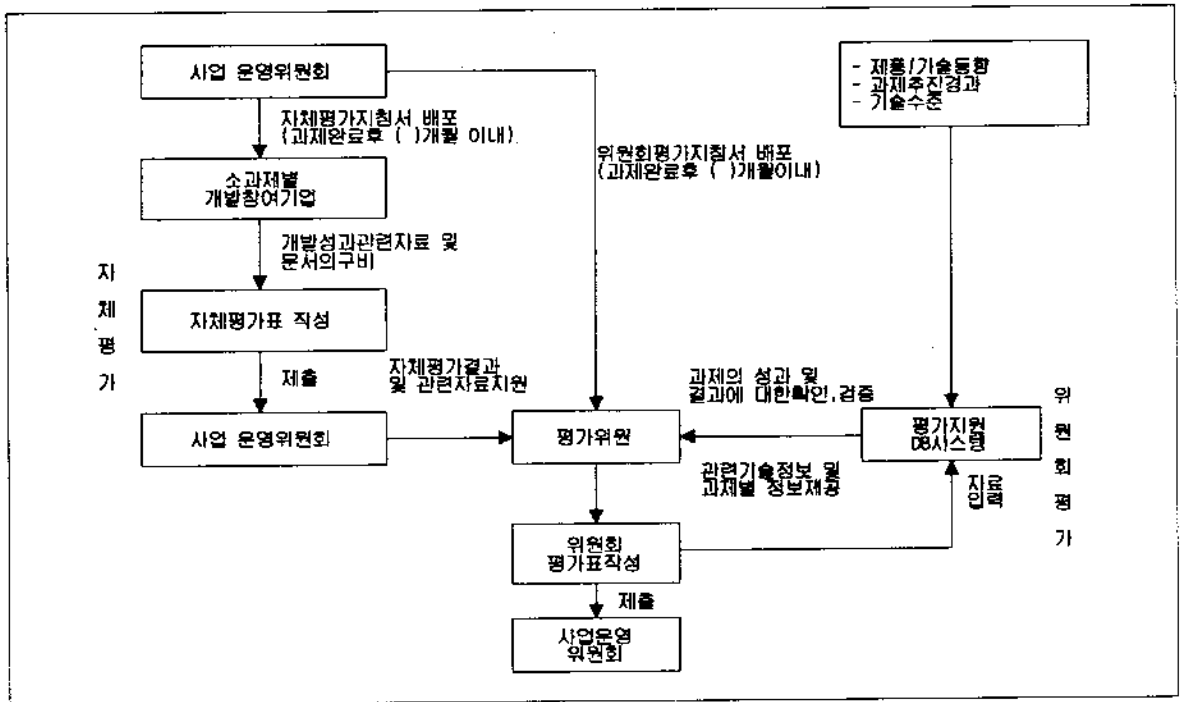 사업 운영위원회
- 제품/기술동향
- 과제추진경과
- 기술수준
자체평가지침서 배포
(과제완료후 ( )개월 이내)
위원회평가지침서 배포
(과제완료후 ( )개월이내)
소과제별
개발참여기업
개발성과관련자료 및
문서의구비
자체평가
자체평가표 작성
제출
자체평가결과
및 관련자료지원
과제의 성과 및
결과에 대한확인.검증
위원회평가
사업 운영위원회
평가위원
평가지원
DB시스템
관련기술정보 및
과제별 정보제공
자료
입력
위원회
평가표작성
제출
사업운영
위원회